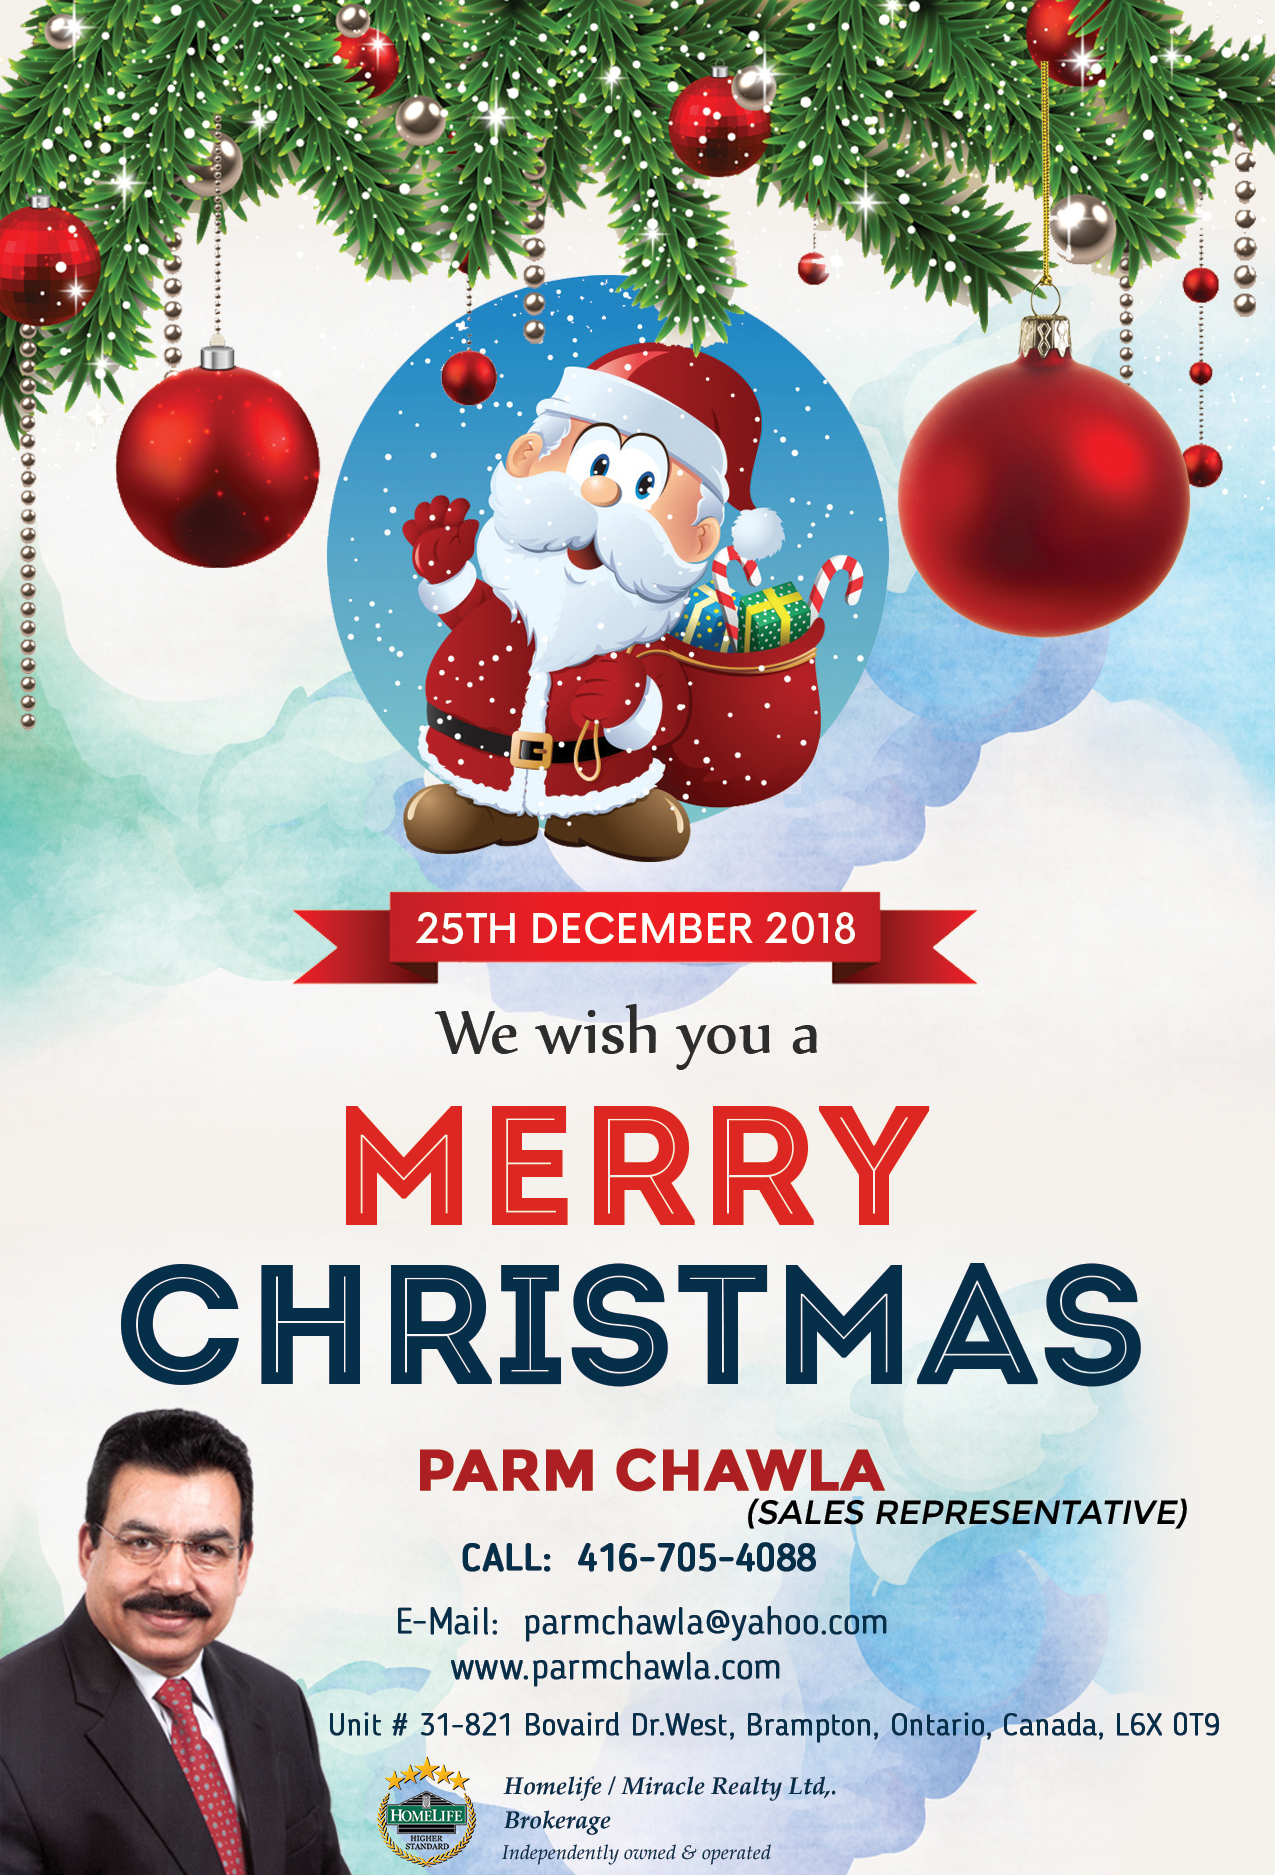 25TH DECEMBER 2018
We wish you a
MERRY
CHRISTMAS
PARM CHAWLA
(SALES REPRESENTATIVE)
CALL: 416-705-4088
E-Mail: parmchawla@yahoo.com
www.parmchawla.com
Unit # 31-821 Bovaird Dr.West, Brampton, Ontario, Canada, L6X 0T9
HOMELIFE
HIGHER
STANDARD
Homelife / Miracle Realty Ltd,.
Brokerage
Independently owned & operated